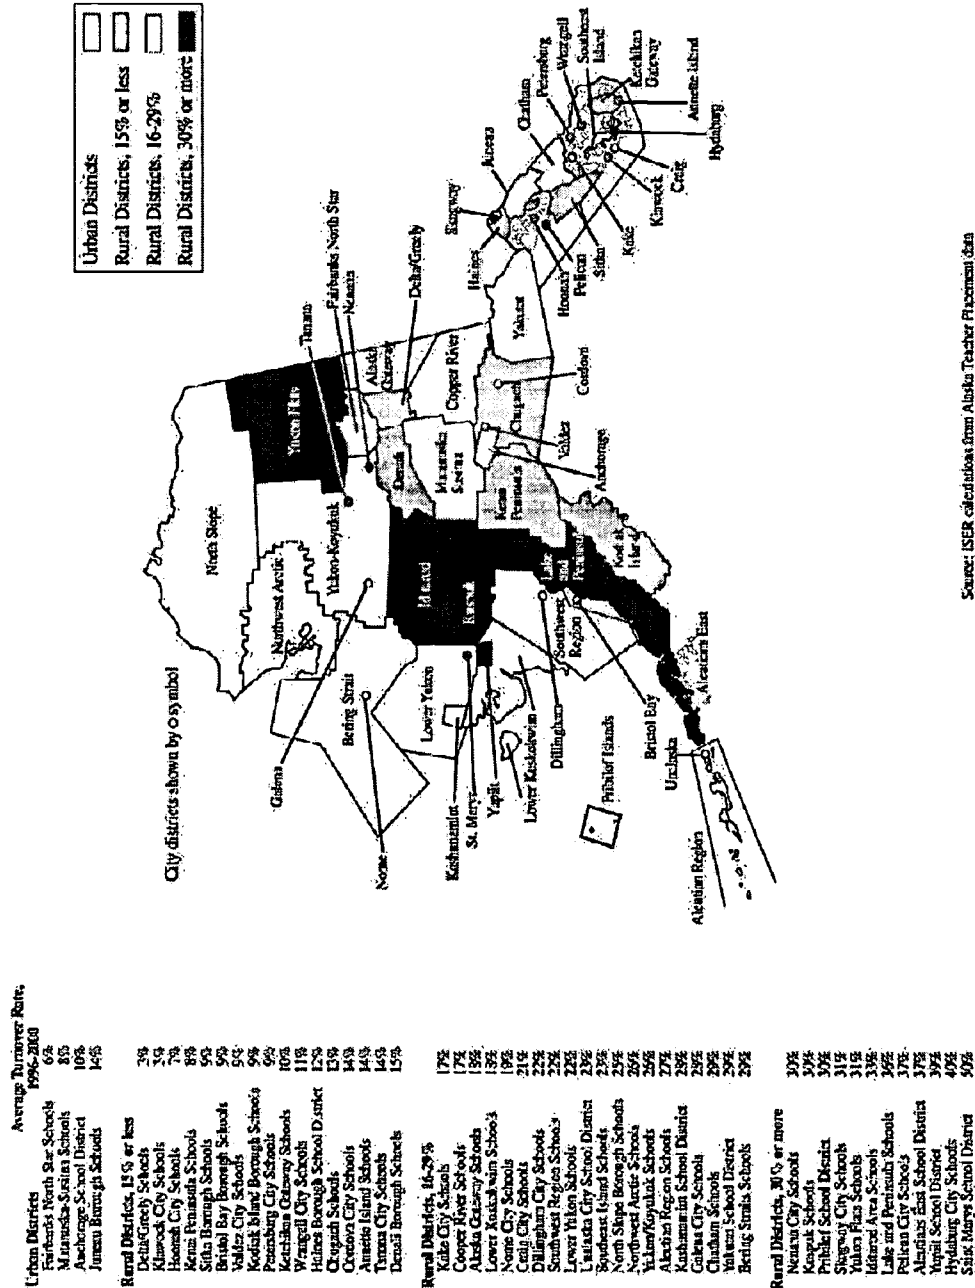 Average Turnover Rate,
1996-2000
Urban Districts
Fairbanks North Star Schools 6%
Matanuska-Susitna Schools 8%
Anchorage School District 10%
Juneau Borough Schools 14%
Rural Districts, 15% or less
Delta/Greely Schools 3%
Klawock City Schools 3%
Hoonah City Schools 7%
Kenai Peninsula Schools 8%
Sitka Borough Schools 9%
Bristol Bay Borough Schools 9%
Valdez City Schools 9%
Kodiak Island Borough Schools 9%
Petersburg City Schools 9%
Ketchikan Gateway Schools 10%
Wrangell City Schools 11%
Haines Borough School District 12%
Chugach Schools 13%
Cordova City Schools 14%
Annette Island Schools 14%
Tanana City Schools 14%
Denali Borough Schools 15%
Rural Districts, 16-29%
Kake City Schools 17%
Copper River Schools 17%
Alaska Gateway Schools 18%
Lower Kuskokwim Schools 18%
Nome City Schools 19%
Craig City Schools 21%
Dillingham City Schools 22%
Southwest Region Schools 22%
Lower Yukon Schools 22%
Unalaska City School District 23%
Southeast Island Schools 23%
North Slope Borough Schools 25%
Northwest Arctic Schools 26%
Yukon/Koyukuk Schools 26%
Aleutian Region Schools 27%
Kashunamiut School District 28%
Galena City Schools 28%
Chatham Schools 29%
Yakutat School District 29%
Bering Straits Schools 29%
Rural Districts, 30% or more
Nenana City Schools 30%
Kuspuk Schools 30%
Pribilof School District 30%
Skagway City Schools 31%
Yukon Flats Schools 31%
Iditarod Area Schools 33%
Lake and Peninsula Schools 36%
Pelican City Schools 37%
Aleutians East School District 37%
Yupiit School District 39%
Hydaburg City Schools 40%
Saint Marys School District 50%
City districts shown by o symbol
Urban Districts
Rural Districts, 15% or less
Rural Districts, 16-29%
Rural Districts, 30% or more
North Slope
Northwest Arctic
Yukon Flats
Yukon-Koyukuk
Bering Strait
Galena
Nome
Tanana
Fairbanks North Star
Nenana
Alaska
Gateway
Delta/Greely
Denali
Iditarod
Kuspuk
Lower Yukon
Kashunamiut
St. Marys
Yupiit
Lower Kuskokwim
Dillingham
Pribilof Islands
Bristol Bay
Unalaska
Aleutian Region
Aleutians East
Southwest
Region
Lake
and
Peninsula
Kodiak
Island
Kenai
Peninsula
Matanuska
Susitna
Copper River
Chugach
Anchorage
Valdez
Cordova
Yakutat
Haines
Skagway
Juneau
Chatham
Petersburg
Wrangell
Southeast
Island
Ketchikan
Gateway
Annette Island
Hydaburg
Craig
Klawock
Kake
Sitka
Pelican
Hoonah
Source: ISER calculations from Alaska Teacher Placement data